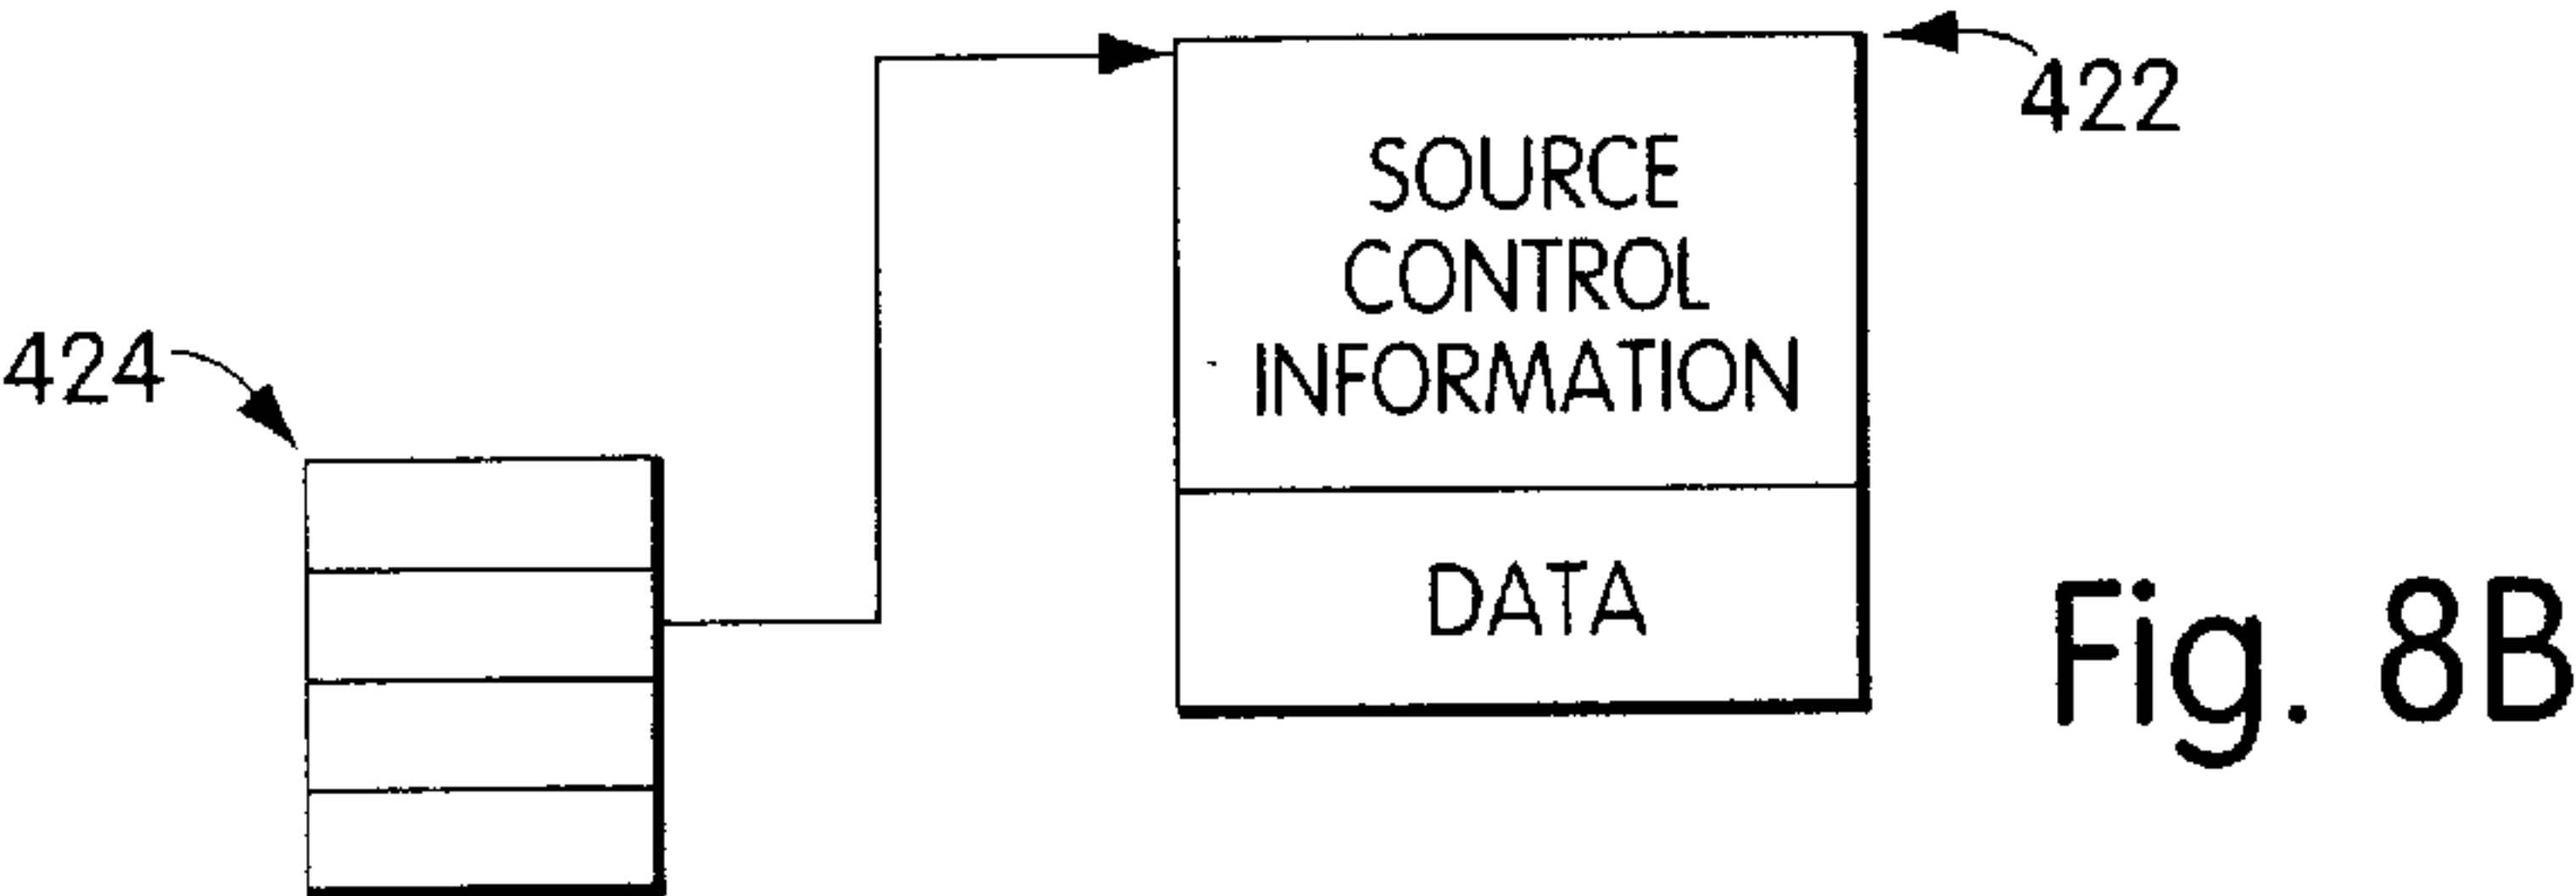 422
SOURCE
CONTROL
INFORMATION
424
DATA
Fig. 8B